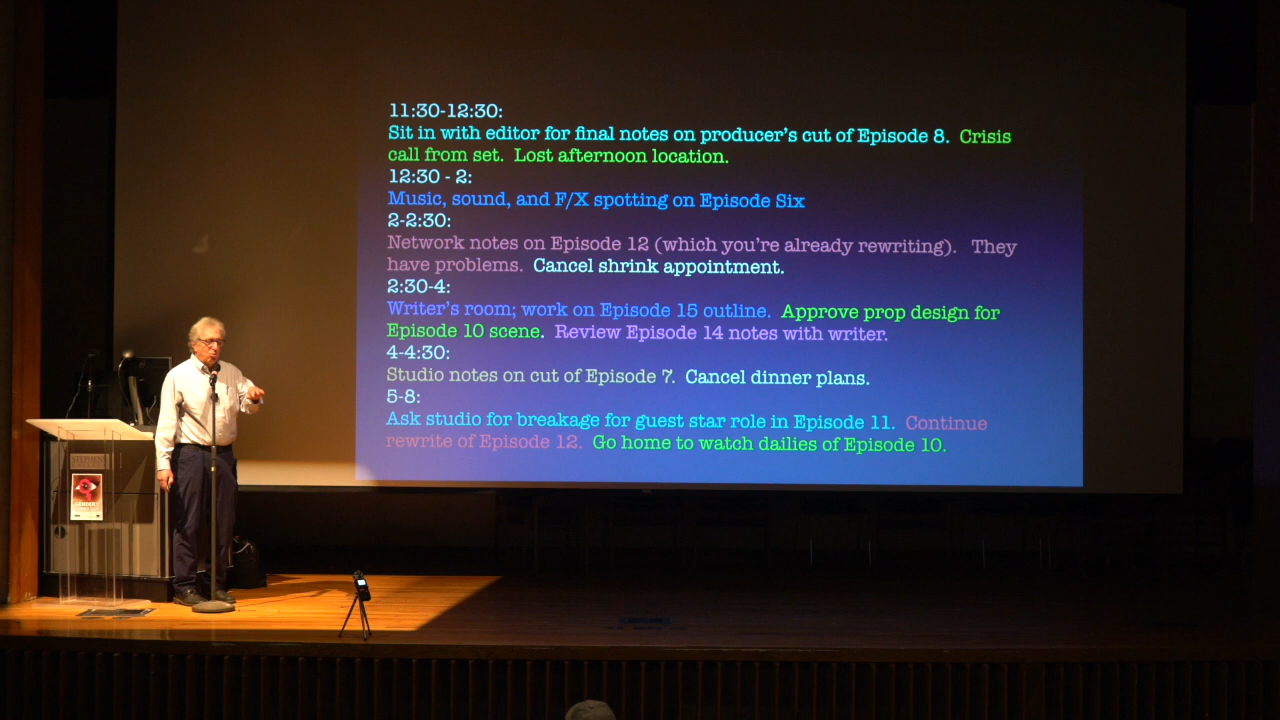 11:30-12:30:
Sit in with editor for final notes on producer's cut of Episode 8.  Crisis
call from set.  Lost afternoon location.
12:30 - 2:
Music, sound, and F/X spotting on Episode Six
2-2:30:
Network notes on Episode 12 (which you're already rewriting).   They
have problems.  Cancel shrink appointment.
2:30-4:
Writer's room; work on Episode 15 outline.  Approve prop design for
Episode 10 scene.  Review Episode 14 notes with writer.
4-4:30:
Studio notes on cut of Episode 7.  Cancel dinner plans.
5-8:
Ask studio for breakage for guest star role in Episode 11.  Continue
rewrite of Episode 12.  Go home to watch dailies of Episode 10.
STEPHENS